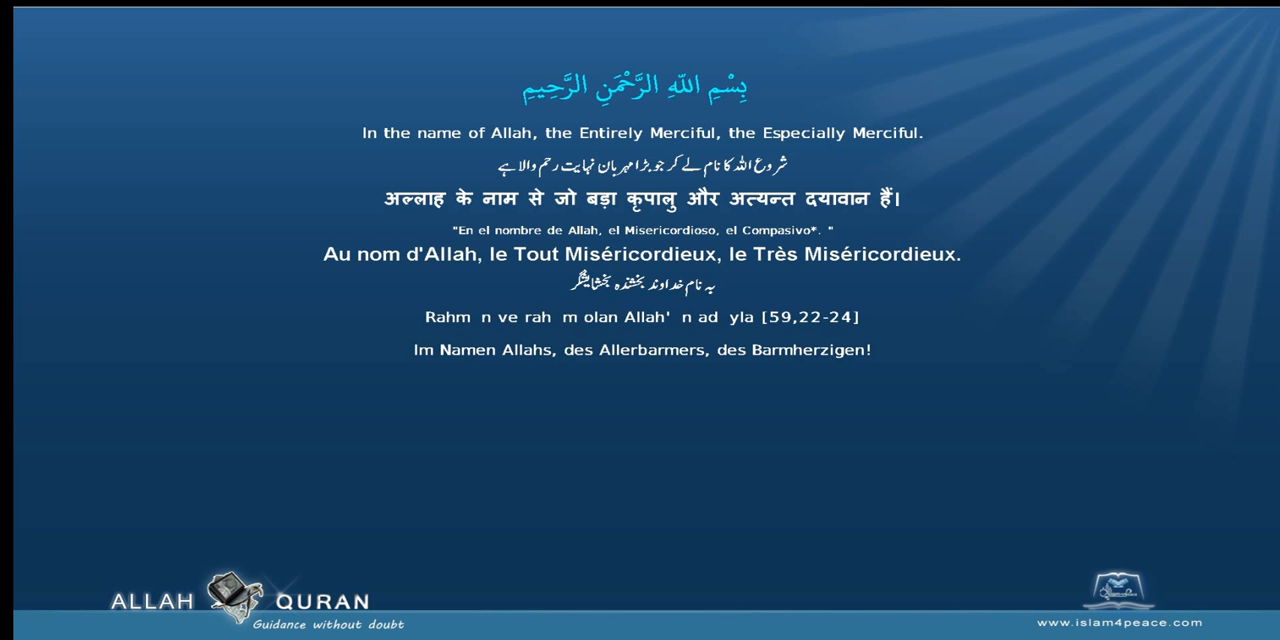 بِسْمِ اللَّهِ الرَّحْمَنِ الرَّحِيمِ
In the name of Allah, the Entirely Merciful, the Especially Merciful.
شروع الله کا نام لے کر جو بڑا مہربان نہایت رحم والا ہے
अल्लाह के नाम से जो बड़ा कृपालु और अत्यन्त दयावान हैं।
"En el nombre de Allah, el Misericordioso, el Compasivo*. "
Au nom d'Allah, le Tout Miséricordieux, le Très Miséricordieux.
به نام خداوند بخشنده بخشایشگر
Rahm n ve rah m olan Allah' n ad yla [59,22-24]
Im Namen Allahs, des Allerbarmers, des Barmherzigen!
ALLAH QURAN
Guidance without doubt
www.islam4peace.com